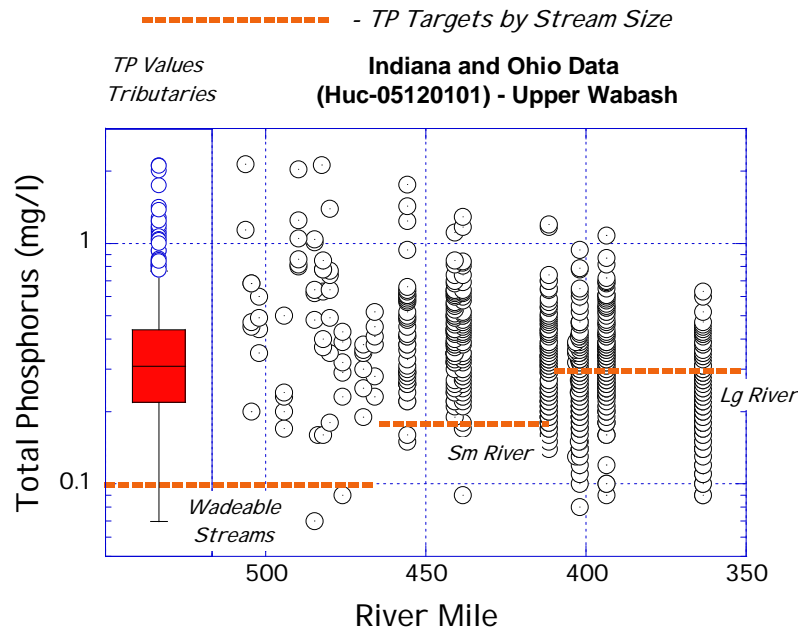 - TP Targets by Stream Size
TP Values
Tributaries
Indiana and Ohio Data
(Huc-05120101) - Upper Wabash
Total Phosphorus (mg/l)
1
0.1
Wadeable
Streams
Sm River
Lg River
500
450
400
350
River Mile